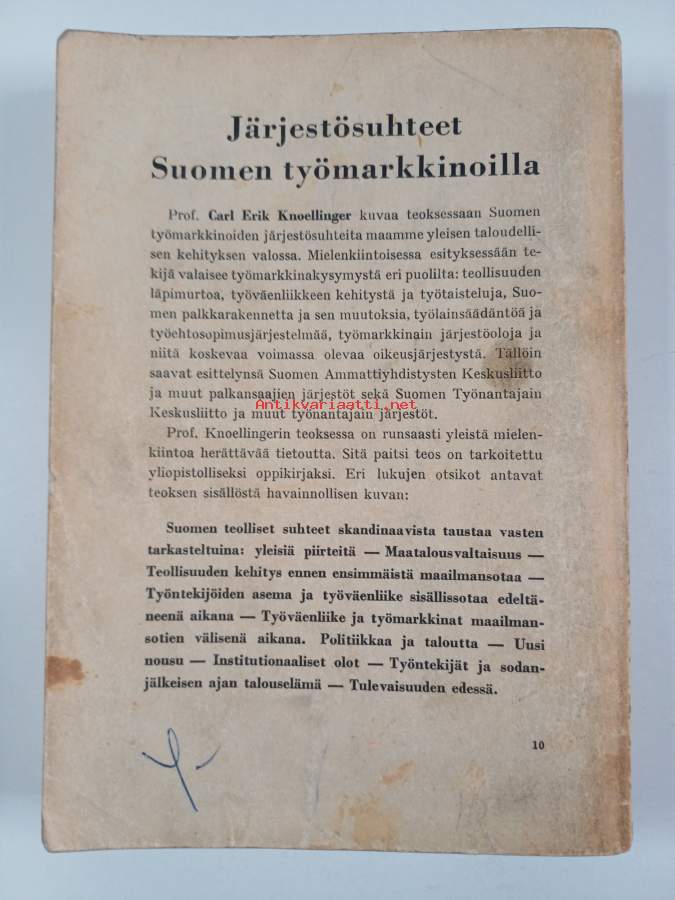 Järjestösuhteet
Suomen työmarkkinoilla
Prof. Carl Erik Knoellinger kuvaa teoksessaan Suomen
työmarkkinoiden järjestösuhteita maamme yleisen taloudelli-
sen kehityksen valossa. Mielenkiintoisessa esityksessään te-
kijä valaisee työmarkkinakysymystä eri puolilta: teollisuuden
läpimurtoa, työväenliikkeen kehitystä ja työtaisteluja, Suo-
men palkkarakennetta ja sen muutoksia, työlainsäädäntöä ja
työehtosopimusjärjestelmää, työmarkkinain järjestöoloja ja
niitä koskevaa voimassa olevaa oikeusjärjestystä. Tällöin
saavat esittelynsä Suomen Ammattiyhdistysten Keskusliitto
ja muut palkansaajien järjestöt sekä Suomen Työnantajain
Antikvariaatti.net
Keskusliitto ja muut työnantajain järjestöt.
Prof. Knoellingerin teoksessa on runsaasti yleistä mielen-
kiintoa herättävää tietoutta. Sitä paitsi teos on tarkoitettu
yliopistolliseksi oppikirjaksi. Eri lukujen otsikot antavat
teoksen sisällöstä havainnollisen kuvan:
Suomen teolliset suhteet skandinaavista taustaa vasten
tarkasteltuina: yleisiä piirteitä — Maatalousvaltaisuus —
Teollisuuden kehitys ennen ensimmäistä maailmansotaa —
Työntekijöiden asema ja työväenliike sisällissotaa edeltä-
neenä aikana — Työväenliike ja työmarkkinat maailman-
sotien välisenä aikana. Politiikkaa ja taloutta — Uusi
nousu — Institutionaaliset olot — Työntekijät ja sodan-
jälkeisen ajan talouselämä — Tulevaisuuden edessä.
10